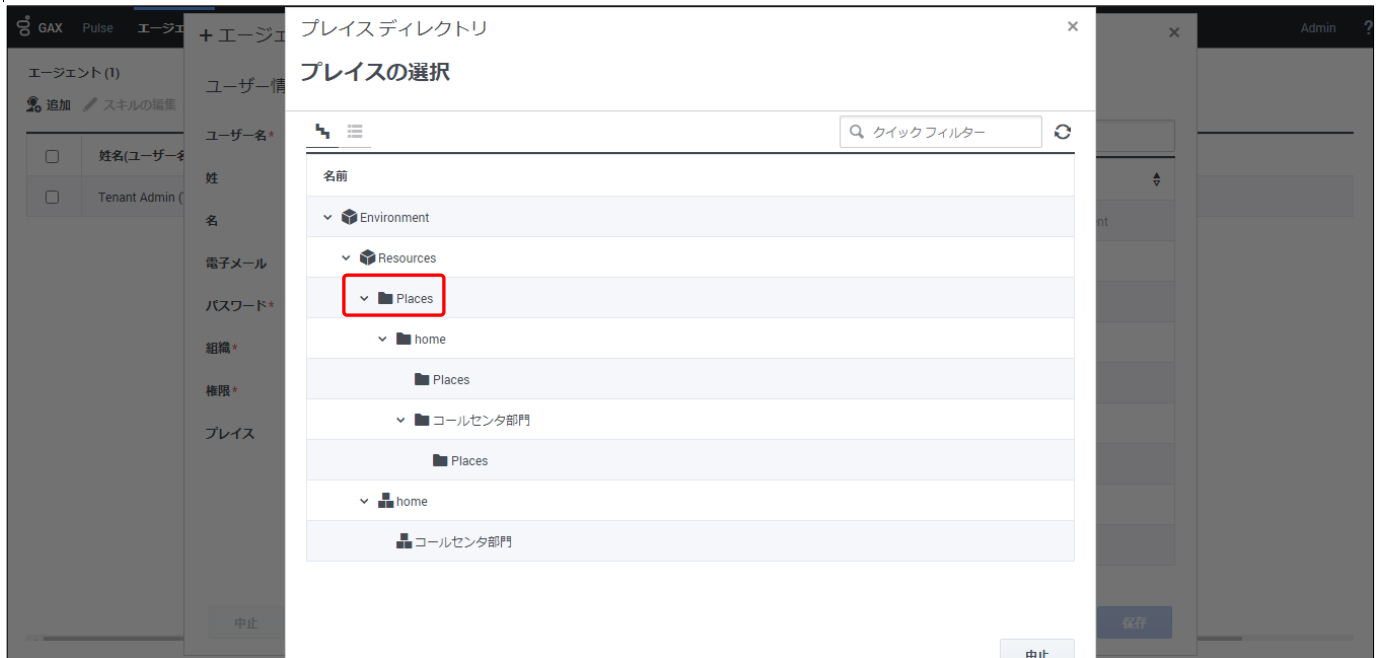 GAX Pulse エージェ
Admin ?
エージェント (1)
追加 スキルの編集
姓名(ユーザー名
Tenant Admin (
+ エージェ
ユーザー情
ユーザー名*
姓
名
電子メール
パスワード*
組織*
権限*
プレイス
中止
プレイス ディレクトリ
×
プレイスの選択
クイック フィルター
名前
Environment
Resources
Places
home
Places
コールセンタ部門
Places
home
コールセンタ部門
中止
×
nt
保存